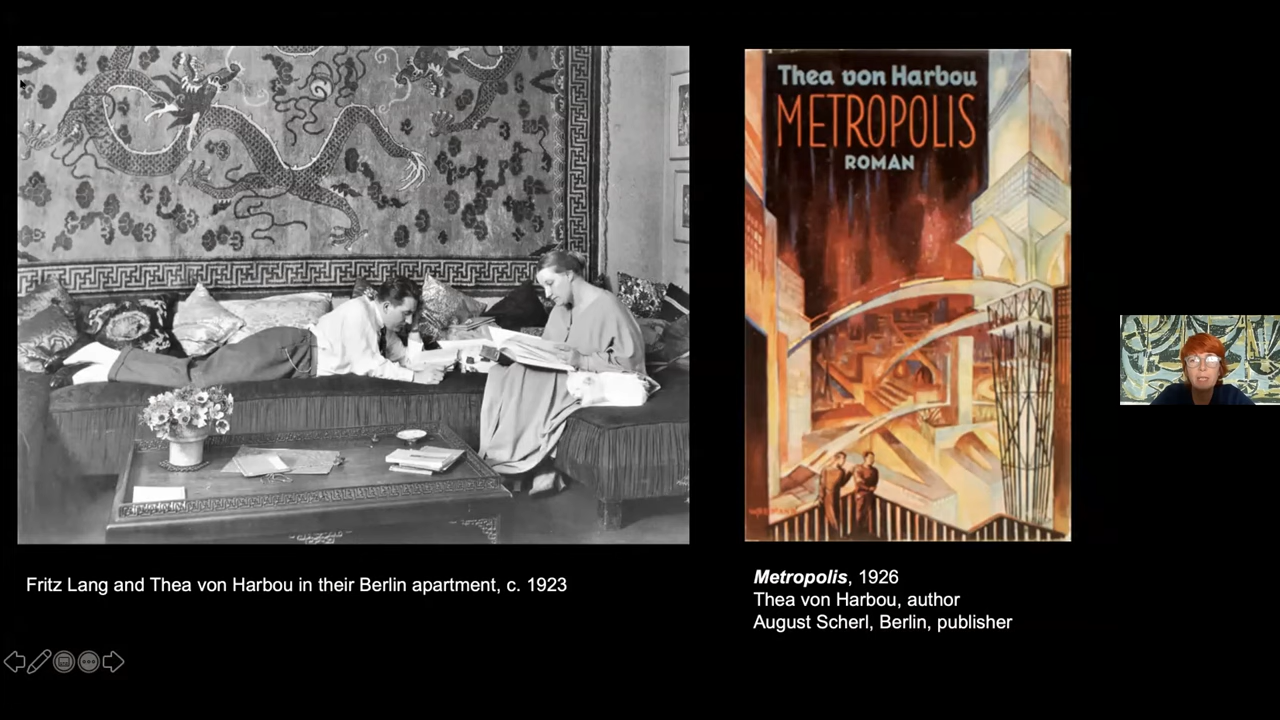 Thea von Harbou
METROPOLIS
ROMAN
Fritz Lang and Thea von Harbou in their Berlin apartment, c. 1923
Metropolis, 1926
Thea von Harbou, author
August Scherl, Berlin, publisher